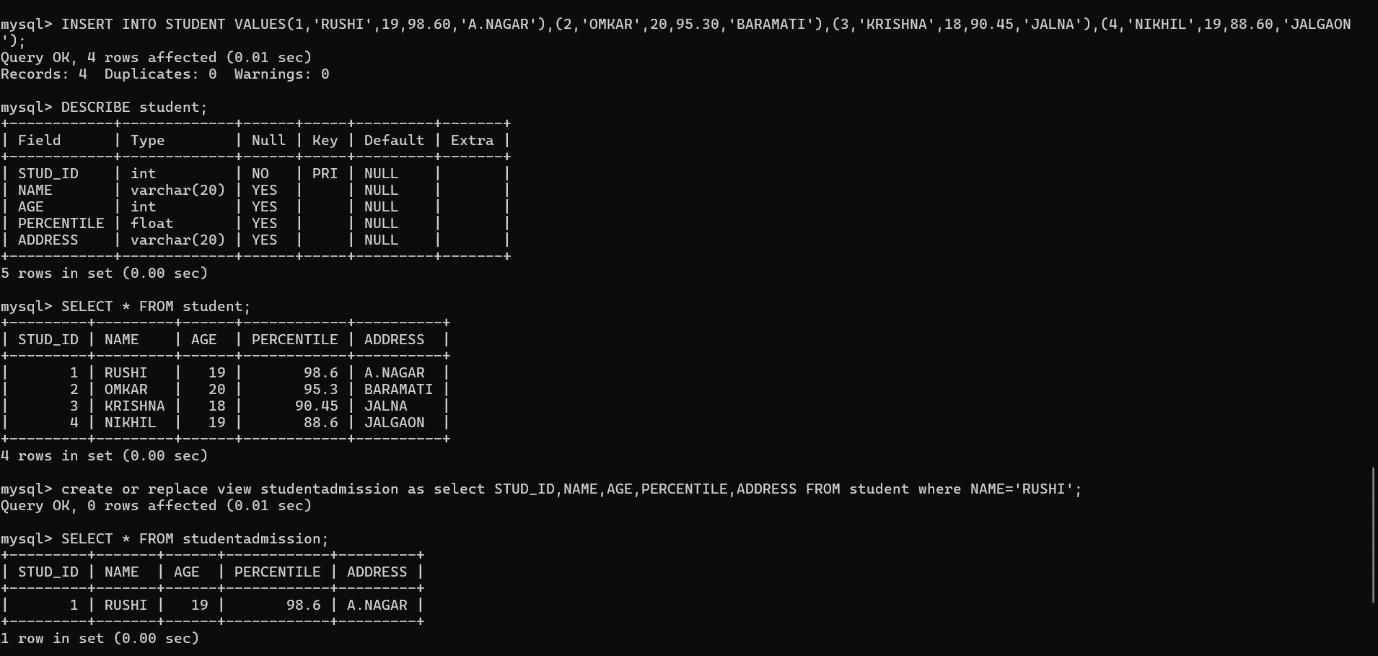 mysql> INSERT INTO STUDENT VALUES(1,'RUSHI',19,98.60,'A.NAGAR'),(2,'OMKAR',20,95.30,'BARAMATI'),(3,'KRISHNA',18,90.45,'JALNA'),(4,'NIKHIL',19,88.60,'JALGAON
');
Query OK, 4 rows affected (0.01 sec)
Records: 4  Duplicates: 0  Warnings: 0

mysql> DESCRIBE student;
+------------+-------------+------+-----+---------+-------+
| Field      | Type        | Null | Key | Default | Extra |
+------------+-------------+------+-----+---------+-------+
| STUD_ID    | int         | NO   | PRI | NULL    |       |
| NAME       | varchar(20) | YES  |     | NULL    |       |
| AGE        | int         | YES  |     | NULL    |       |
| PERCENTILE | float       | YES  |     | NULL    |       |
| ADDRESS    | varchar(20) | YES  |     | NULL    |       |
+------------+-------------+------+-----+---------+-------+
5 rows in set (0.00 sec)

mysql> SELECT * FROM student;
+---------+---------+------+------------+----------+
| STUD_ID | NAME    | AGE  | PERCENTILE | ADDRESS  |
+---------+---------+------+------------+----------+
|       1 | RUSHI   |   19 |       98.6 | A.NAGAR  |
|       2 | OMKAR   |   20 |       95.3 | BARAMATI |
|       3 | KRISHNA |   18 |      90.45 | JALNA    |
|       4 | NIKHIL  |   19 |       88.6 | JALGAON  |
+---------+---------+------+------------+----------+
4 rows in set (0.00 sec)

mysql> create or replace view studentadmission as select STUD_ID,NAME,AGE,PERCENTILE,ADDRESS FROM student where NAME='RUSHI';
Query OK, 0 rows affected (0.01 sec)

mysql> SELECT * FROM studentadmission;
+---------+-------+------+------------+---------+
| STUD_ID | NAME  | AGE  | PERCENTILE | ADDRESS |
+---------+-------+------+------------+---------+
|       1 | RUSHI |   19 |       98.6 | A.NAGAR |
+---------+-------+------+------------+---------+
1 row in set (0.00 sec)